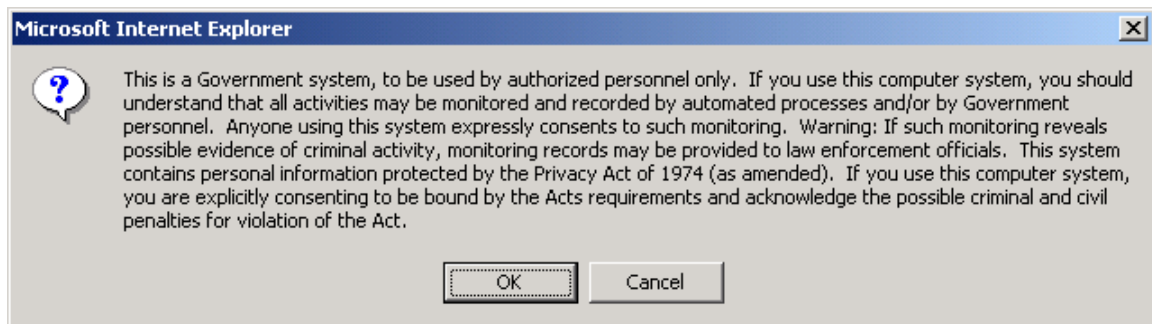 Microsoft Internet Explorer
This is a Government system, to be used by authorized personnel only.  If you use this computer system, you should
understand that all activities may be monitored and recorded by automated processes and/or by Government
personnel.  Anyone using this system expressly consents to such monitoring.  Warning: If such monitoring reveals
possible evidence of criminal activity, monitoring records may be provided to law enforcement officials.  This system
contains personal information protected by the Privacy Act of 1974 (as amended).  If you use this computer system,
you are explicitly consenting to be bound by the Acts requirements and acknowledge the possible criminal and civil
penalties for violation of the Act.
OK
Cancel